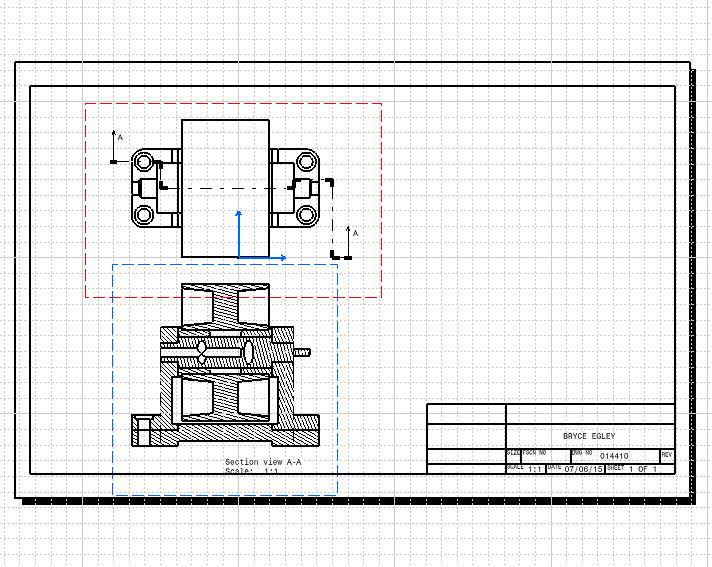 A
A
Section view A-A
Scale: 1:1
BRYCE EGLEY
SIZE FSCN NO DWG NO 014410 REV
SCALE 1:1 DATE 07/06/15 SHEET 1 OF 1